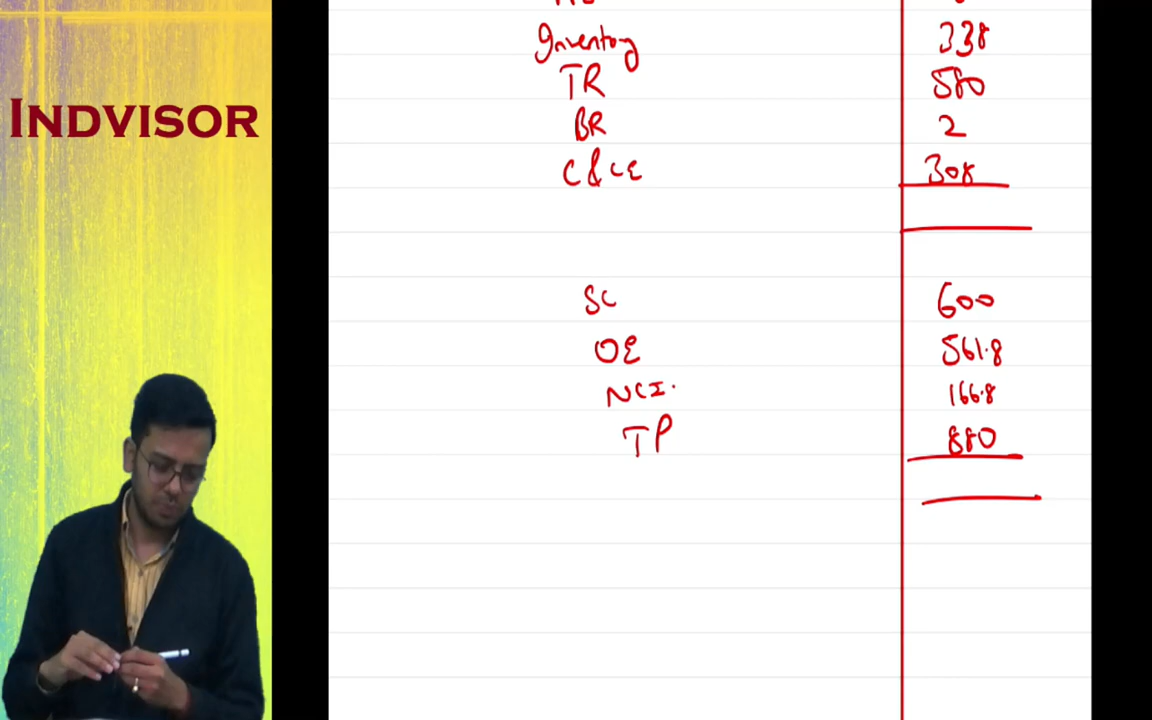 INDVISOR
Inventory 338
TR 580
BR 2
C&CE 308
SC 600
OE 561.8
NCI. 166.8
TP 880